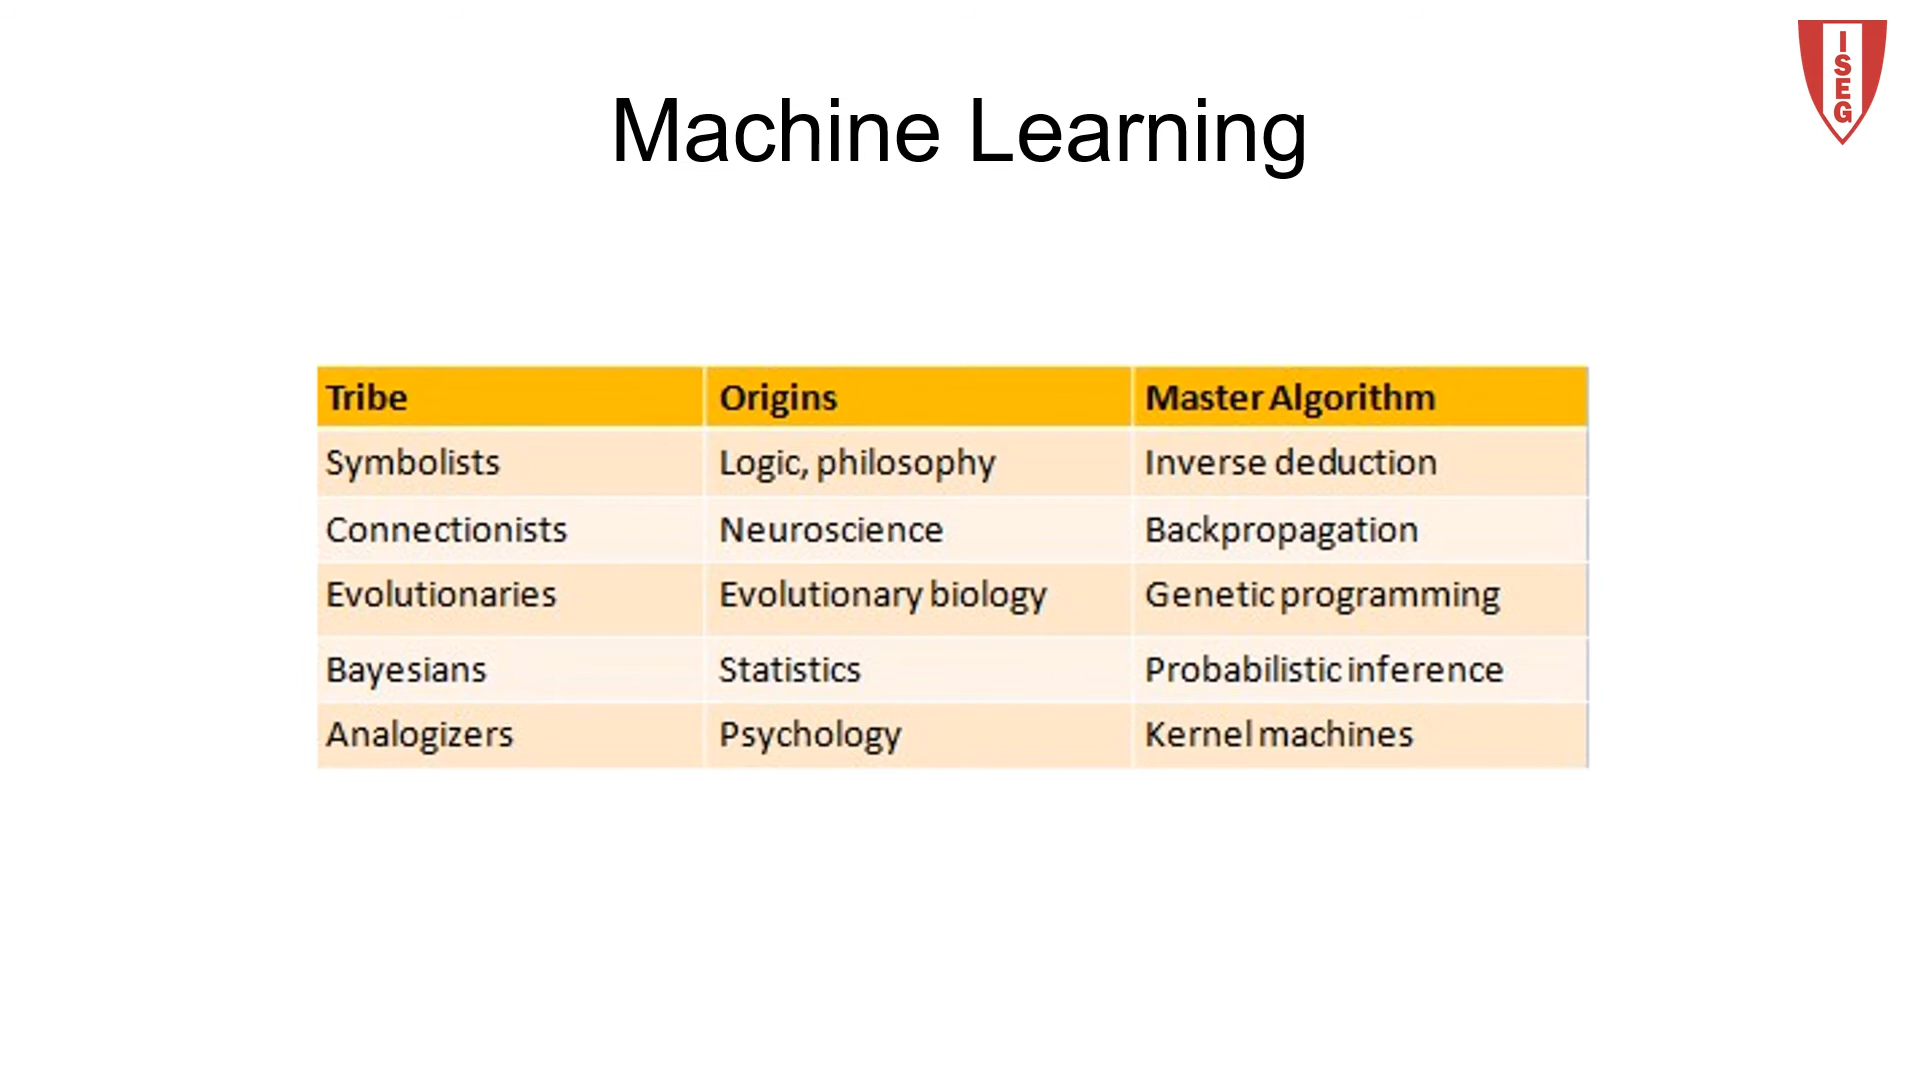 ISEG
Machine Learning
Tribe Origins Master Algorithm
Symbolists Logic, philosophy Inverse deduction
Connectionists Neuroscience Backpropagation
Evolutionaries Evolutionary biology Genetic programming
Bayesians Statistics Probabilistic inference
Analogizers Psychology Kernel machines